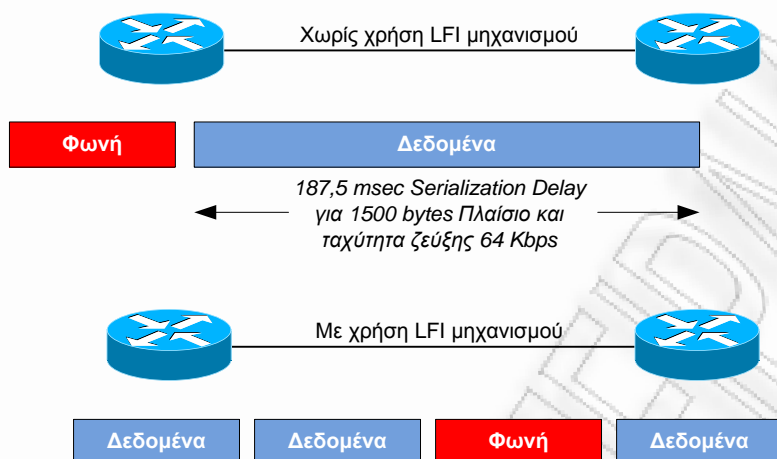 Χωρίς χρήση LFI μηχανισμού
Φωνή
Δεδομένα
187,5 msec Serialization Delay
για 1500 bytes Πλαίσιο και
ταχύτητα ζεύξης 64 Kbps
Με χρήση LFI μηχανισμού
Δεδομένα
Δεδομένα
Φωνή
Δεδομένα